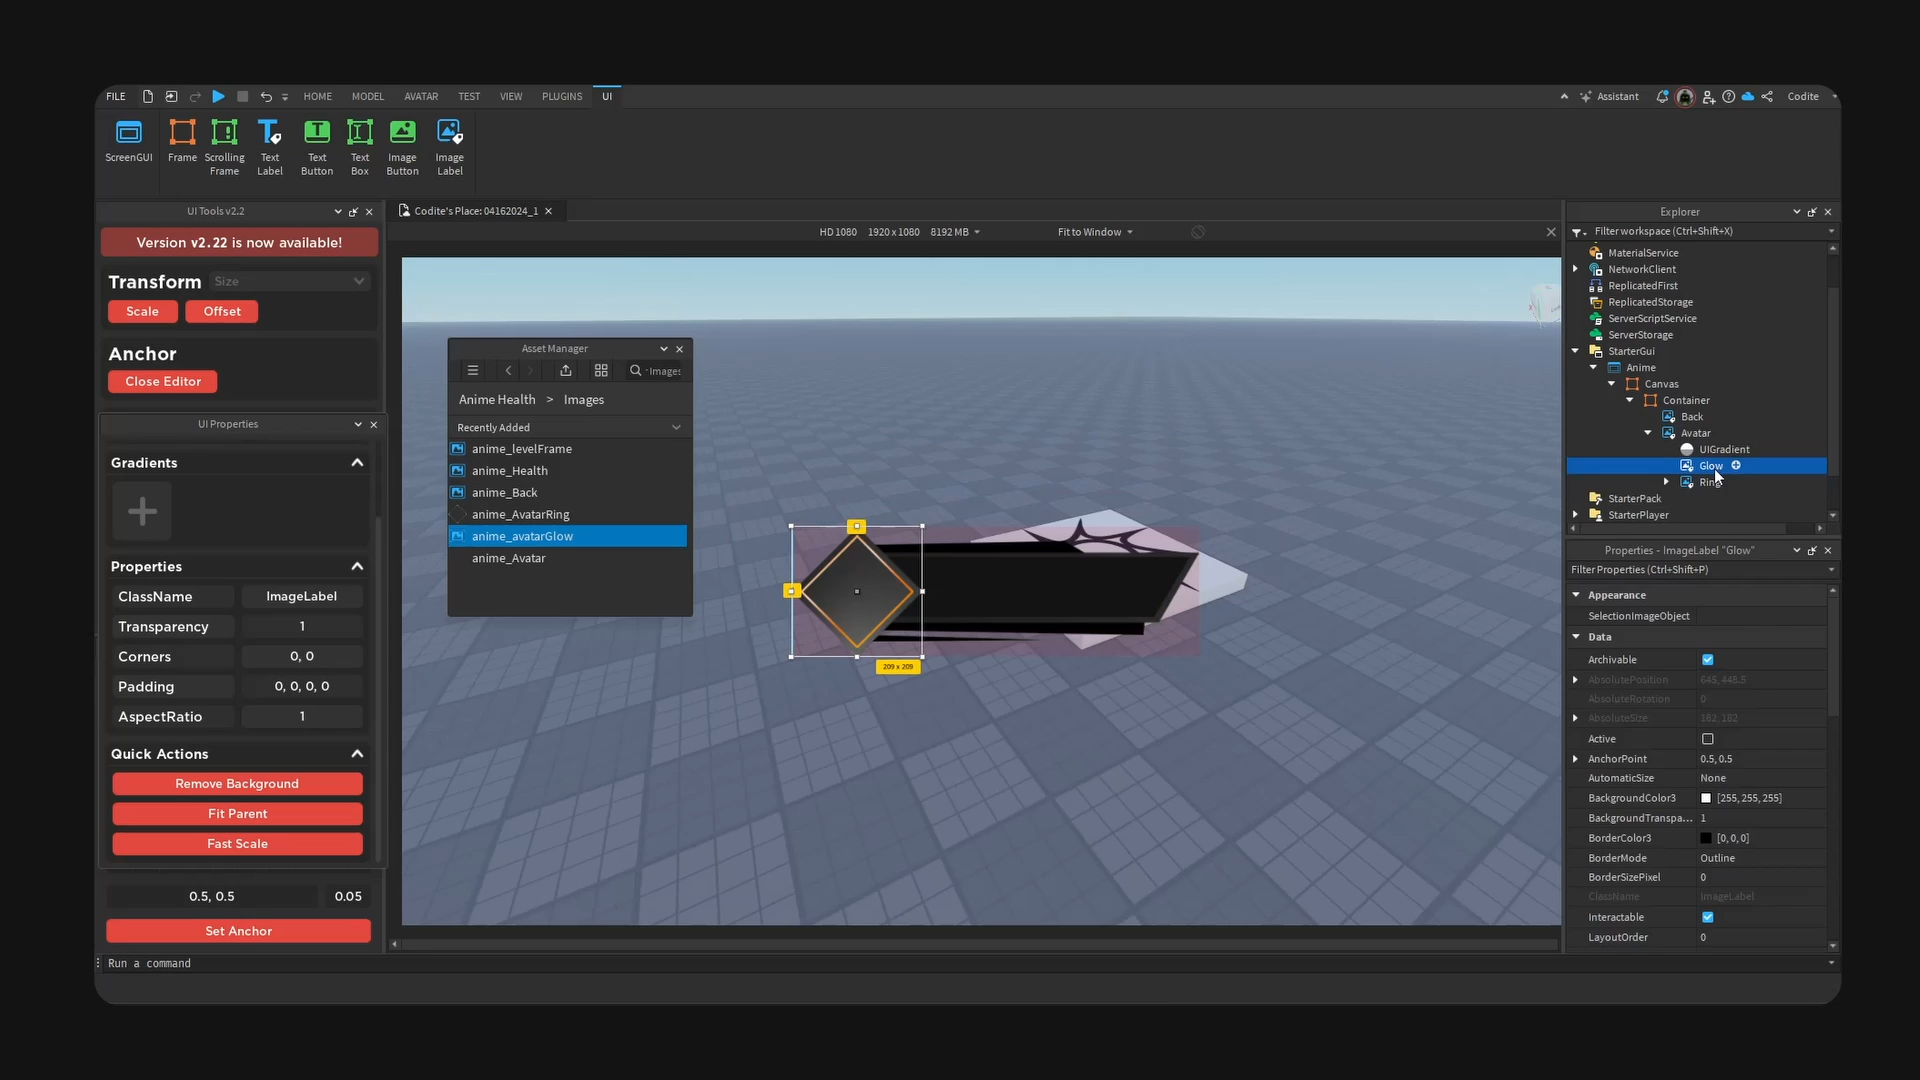 FILE
HOME
MODEL
AVATAR
TEST
VIEW
PLUGINS
UI
Assistant
Codite
ScreenGUI
Frame
Scrolling
Frame
Text
Label
Text
Button
Text
Box
Image
Button
Image
Label
UI Tools v2.2
Version v2.22 is now available!
Transform
Size
Scale
Offset
Anchor
Close Editor
UI Properties
Gradients
Properties
ClassName
ImageLabel
Transparency
1
Corners
0, 0
Padding
0, 0, 0, 0
AspectRatio
1
Quick Actions
Remove Background
Fit Parent
Fast Scale
0.5, 0.5
0.05
Set Anchor
Run a command
Codite's Place: 04162024_1
HD 1080 1920 x 1080 8192 MB
Fit to Window
Asset Manager
Images
Anime Health > Images
Recently Added
anime_levelFrame
anime_Health
anime_Back
anime_AvatarRing
anime_avatarGlow
anime_Avatar
209 x 209
Explorer
Filter workspace (Ctrl+Shift+X)
MaterialService
NetworkClient
ReplicatedFirst
ReplicatedStorage
ServerScriptService
ServerStorage
StarterGui
Anime
Canvas
Container
Back
Avatar
UIGradient
Glow
Ring
StarterPack
StarterPlayer
Properties - ImageLabel "Glow"
Filter Properties (Ctrl+Shift+P)
Appearance
SelectionImageObject
Data
Archivable
AbsolutePosition 645, 448.5
AbsoluteRotation 0
AbsoluteSize 182, 182
Active
AnchorPoint 0.5, 0.5
AutomaticSize None
BackgroundColor3 [255, 255, 255]
BackgroundTranspa... 1
BorderColor3 [0, 0, 0]
BorderMode Outline
BorderSizePixel 0
ClassName ImageLabel
Interactable
LayoutOrder 0